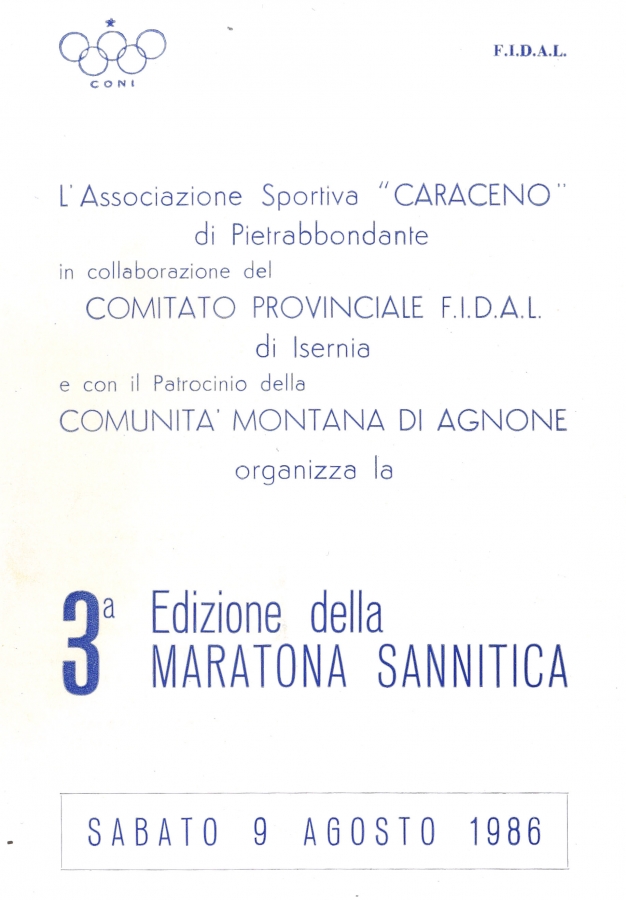 CONI
F.I.D.A.L.
L'Associazione Sportiva "CARACENO"
di Pietrabbondante
in collaborazione del
COMITATO PROVINCIALE F.I.D.A.L.
di Isernia
e con il Patrocinio della
COMUNITA' MONTANA DI AGNONE
organizza la
3a Edizione della
MARATONA SANNITICA
SABATO 9 AGOSTO 1986